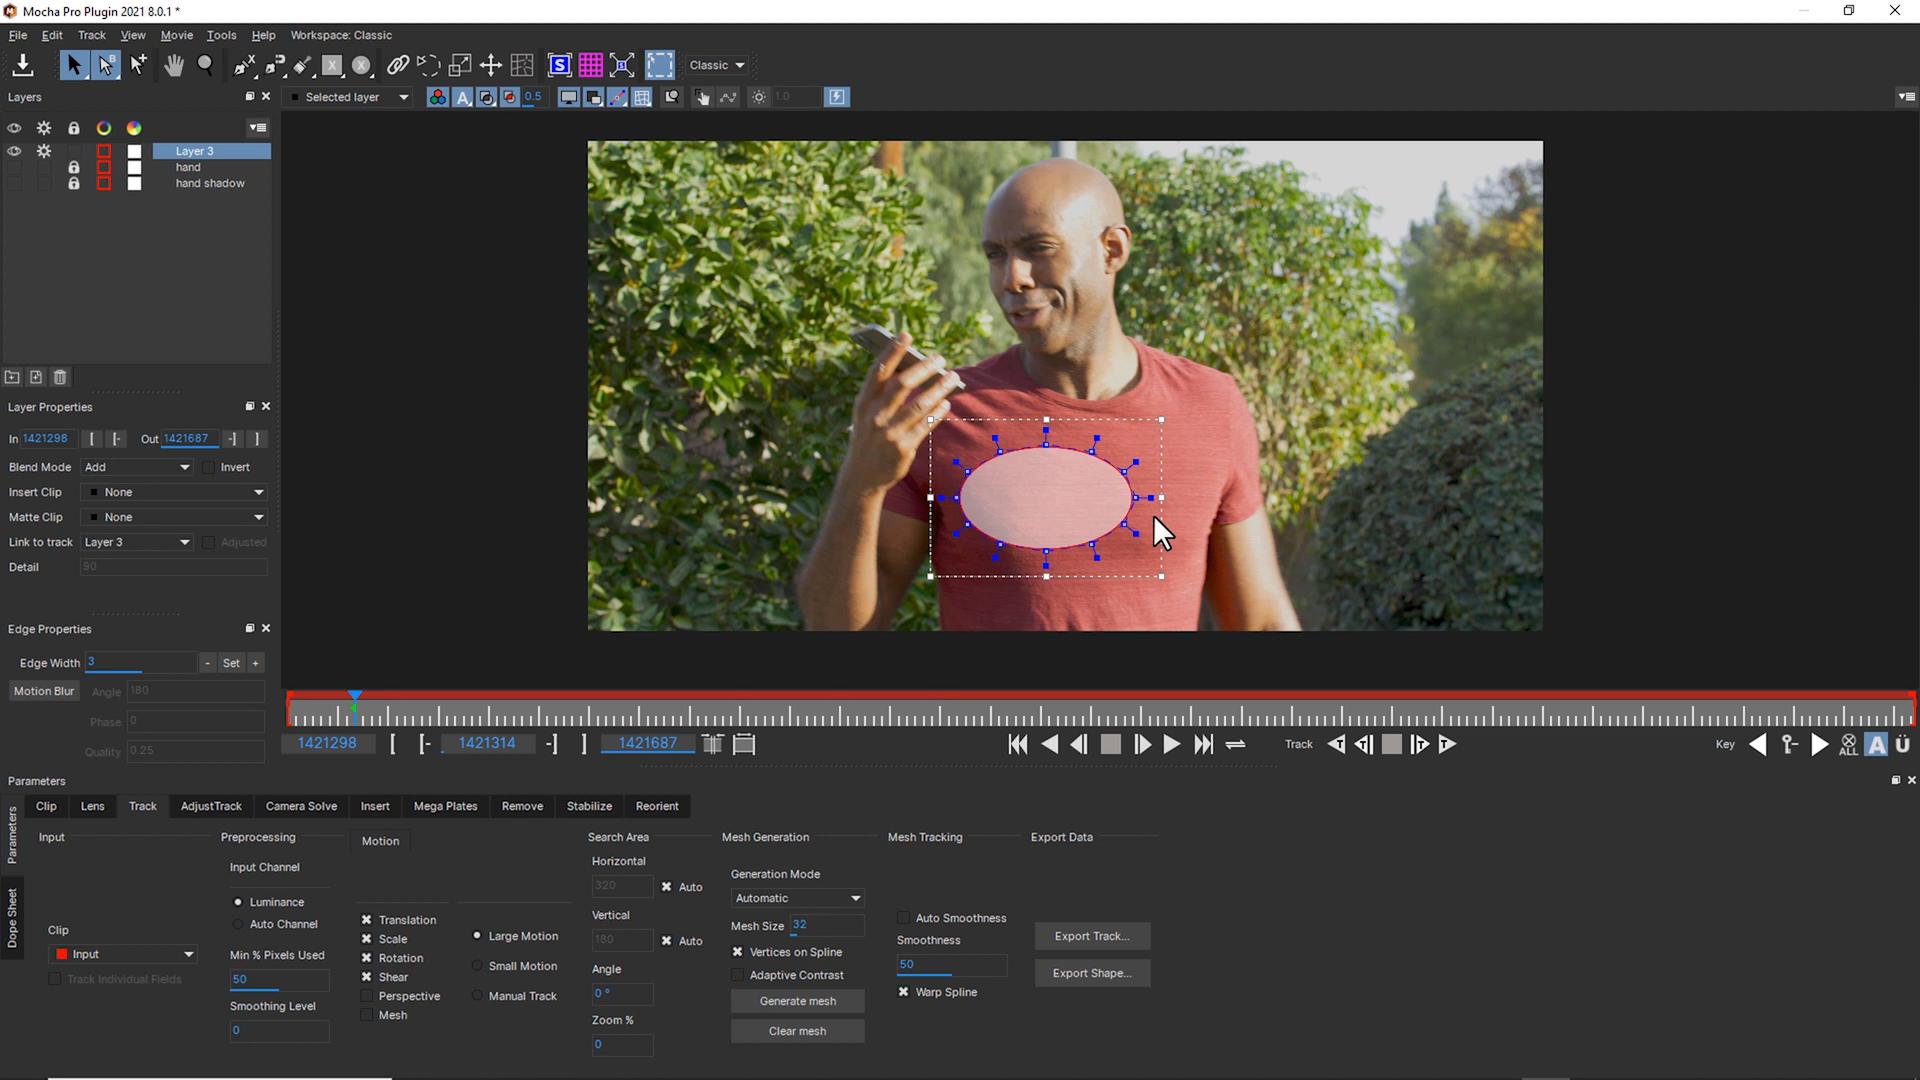 Mocha Pro Plugin 2021 8.0.1 *
File Edit Track View Movie Tools Help Workspace: Classic
Classic
Layers
Selected layer
0.5
1.0
Layer 3
hand
hand shadow
Layer Properties
In 1421298 Out 1421687
Blend Mode Add Invert
Insert Clip None
Matte Clip None
Link to track Layer 3 Adjusted
Detail 90
Edge Properties
Edge Width 3 - Set +
Motion Blur Angle 180
Phase 0
Quality 0.25
1421298 1421314 1421687 Track Key ALL
Parameters
Clip Lens Track AdjustTrack Camera Solve Insert Mega Plates Remove Stabilize Reorient
Parameters
Dope Sheet
Input
Clip
Input
Track Individual Fields
Preprocessing
Input Channel
Luminance
Auto Channel
Min % Pixels Used
50
Smoothing Level
0
Motion
Translation
Scale
Rotation
Shear
Perspective
Mesh
Large Motion
Small Motion
Manual Track
Search Area
Horizontal
320 Auto
Vertical
180 Auto
Angle
0 °
Zoom %
0
Mesh Generation
Generation Mode
Automatic
Mesh Size 32
Vertices on Spline
Adaptive Contrast
Generate mesh
Clear mesh
Mesh Tracking
Auto Smoothness
Smoothness
50
Warp Spline
Export Data
Export Track...
Export Shape...